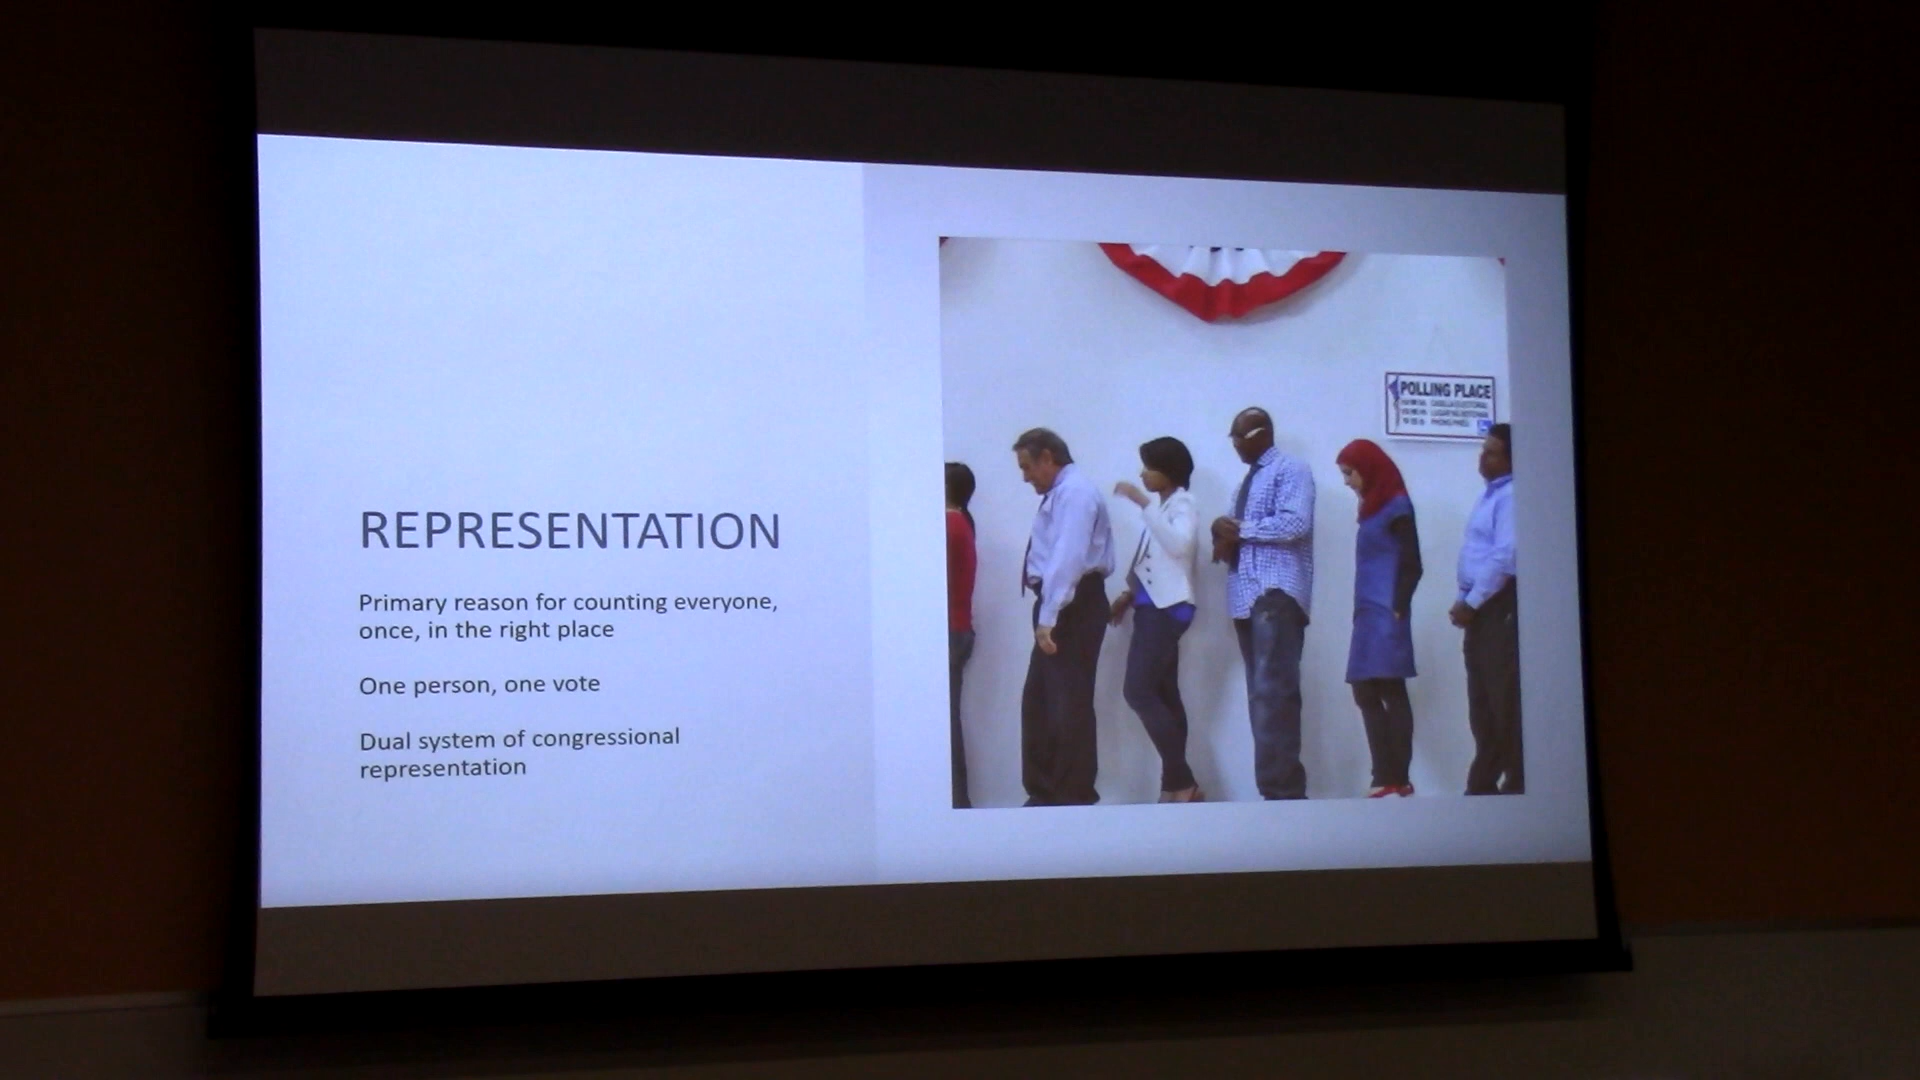 REPRESENTATION
Primary reason for counting everyone,
once, in the right place
One person, one vote
Dual system of congressional
representation
POLLING PLACE